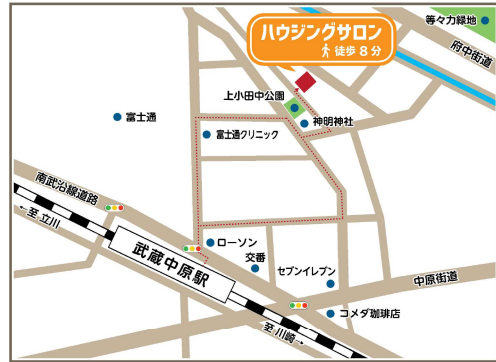 ハウジングサロン
徒歩8分
等々力緑地
府中街道
上小田中公園
神明神社
富士通
富士通クリニック
南武沿線道路
←至 立川
武蔵中原駅
ローソン
交番
セブンイレブン
中原街道
コメダ珈琲店
至 川崎→